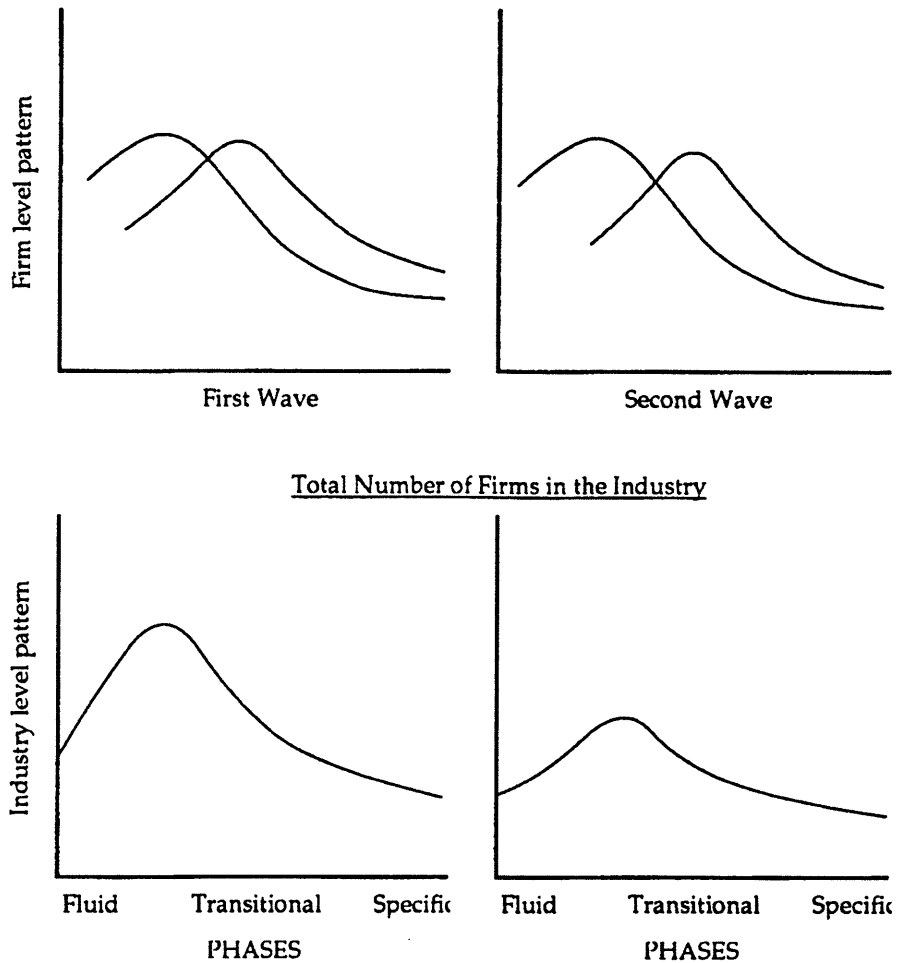 Firm level pattern
First Wave
Second Wave
Total Number of Firms in the Industry
Industry level pattern
Fluid Transitional Specific
PHASES
Fluid Transitional Specific
PHASES